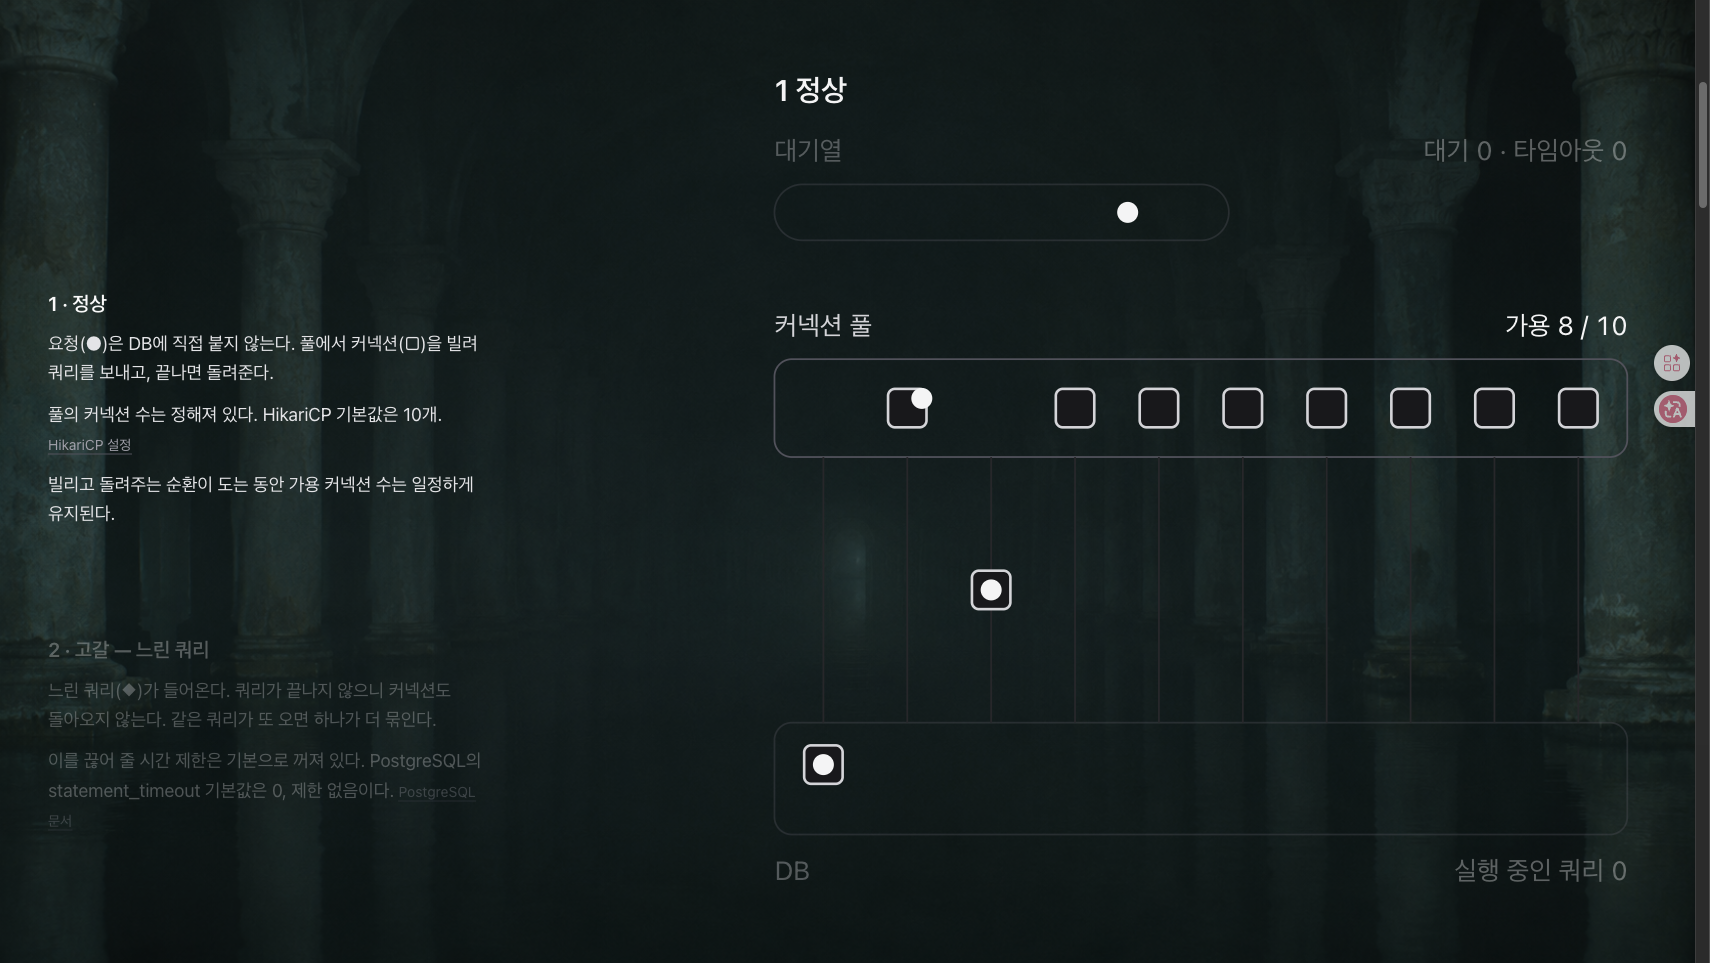 1 · 정상
요청(●)은 DB에 직접 붙지 않는다. 풀에서 커넥션(▢)을 빌려
쿼리를 보내고, 끝나면 돌려준다.
풀의 커넥션 수는 정해져 있다. HikariCP 기본값은 10개.
HikariCP 설정
빌리고 돌려주는 순환이 도는 동안 가용 커넥션 수는 일정하게
유지된다.
2 · 고갈 — 느린 쿼리
느린 쿼리(◆)가 들어온다. 쿼리가 끝나지 않으니 커넥션도
돌아오지 않는다. 같은 쿼리가 또 오면 하나가 더 묶인다.
이를 끊어 줄 시간 제한은 기본으로 꺼져 있다. PostgreSQL의
statement_timeout 기본값은 0, 제한 없음이다. PostgreSQL
문서
1 정상
대기열
대기 0 · 타임아웃 0
커넥션 풀
가용 8 / 10
DB
실행 중인 쿼리 0